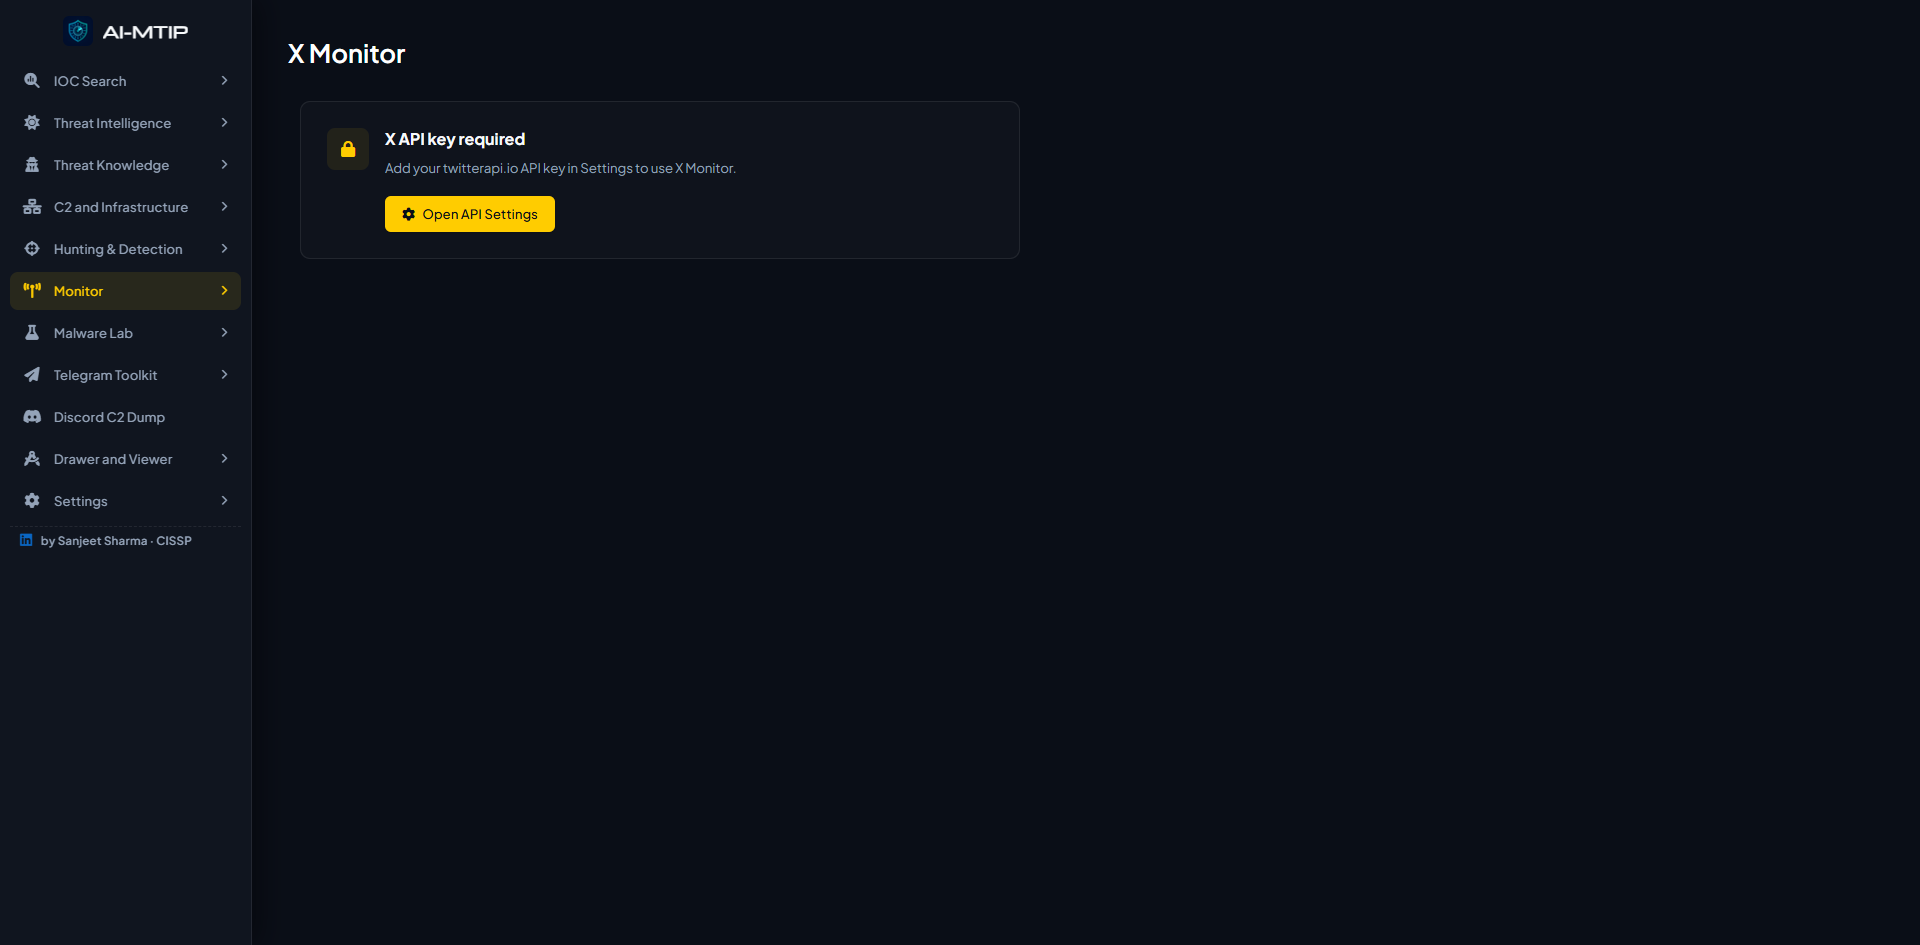 AI-MTIP
IOC Search
Threat Intelligence
Threat Knowledge
C2 and Infrastructure
Hunting & Detection
Monitor
Malware Lab
Telegram Toolkit
Discord C2 Dump
Drawer and Viewer
Settings
in by Sanjeet Sharma · CISSP
X Monitor
X API key required
Add your twitterapi.io API key in Settings to use X Monitor.
Open API Settings